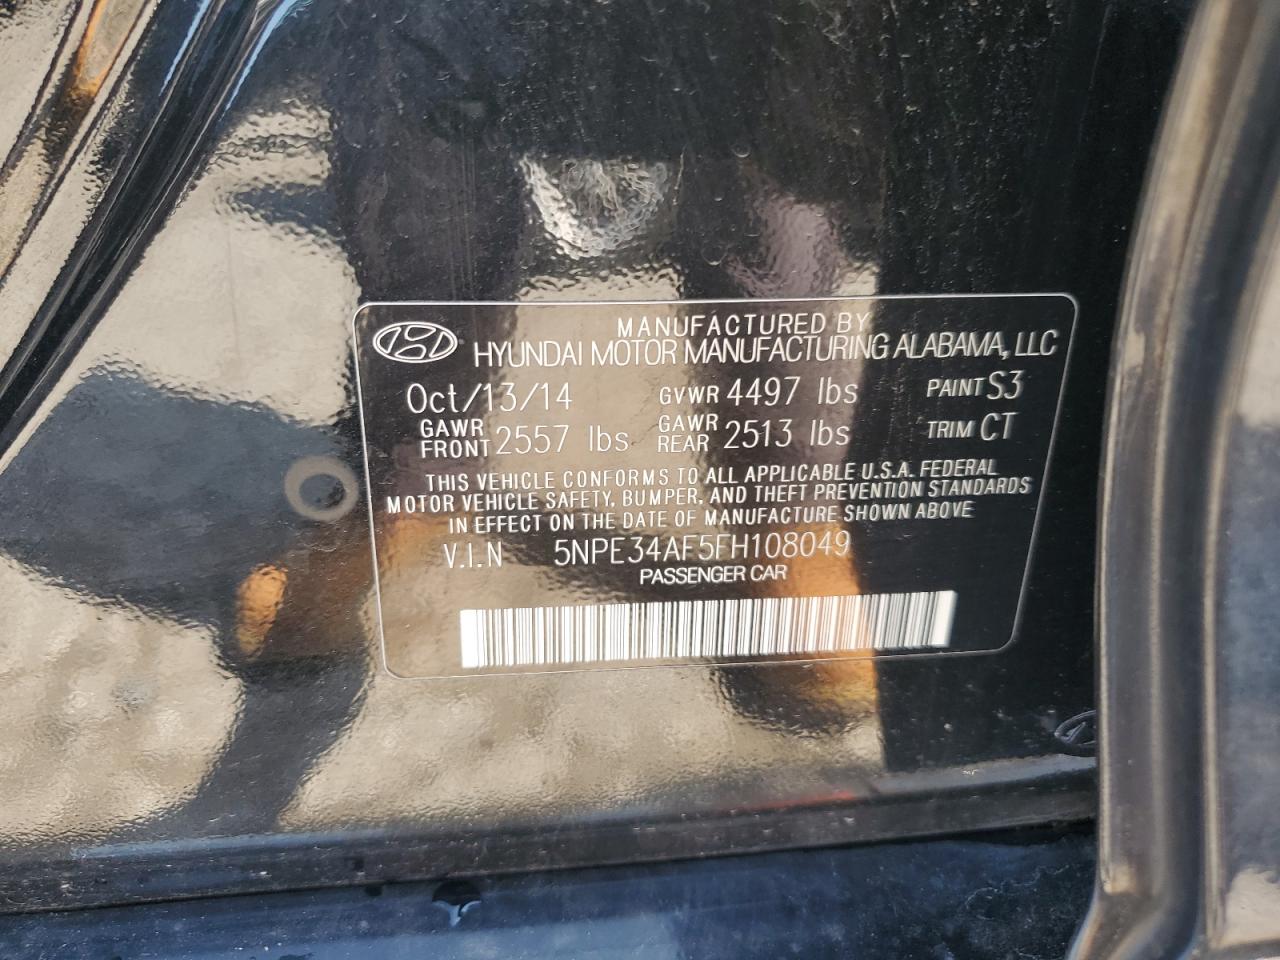 MANUFACTURED BY
HYUNDAI MOTOR MANUFACTURING ALABAMA, LLC
Oct/13/14 GVWR 4497 lbs PAINT S3
GAWR FRONT 2557 lbs GAWR REAR 2513 lbs TRIM CT
THIS VEHICLE CONFORMS TO ALL APPLICABLE U.S.A. FEDERAL
MOTOR VEHICLE SAFETY, BUMPER, AND THEFT PREVENTION STANDARDS
IN EFFECT ON THE DATE OF MANUFACTURE SHOWN ABOVE
V.I.N 5NPE34AF5FH108049
PASSENGER CAR